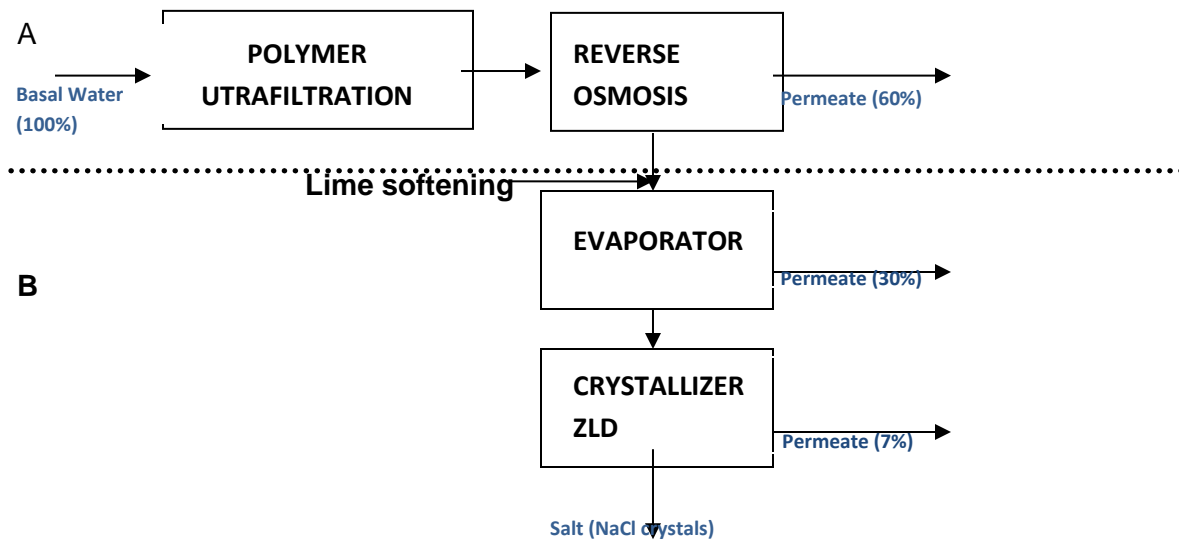 A
POLYMER
UTRAFILTRATION
REVERSE
OSMOSIS
Basal Water
(100%)
Permeate (60%)
Lime softening
EVAPORATOR
B
Permeate (30%)
CRYSTALLIZER
ZLD
Permeate (7%)
Salt (NaCl crystals)